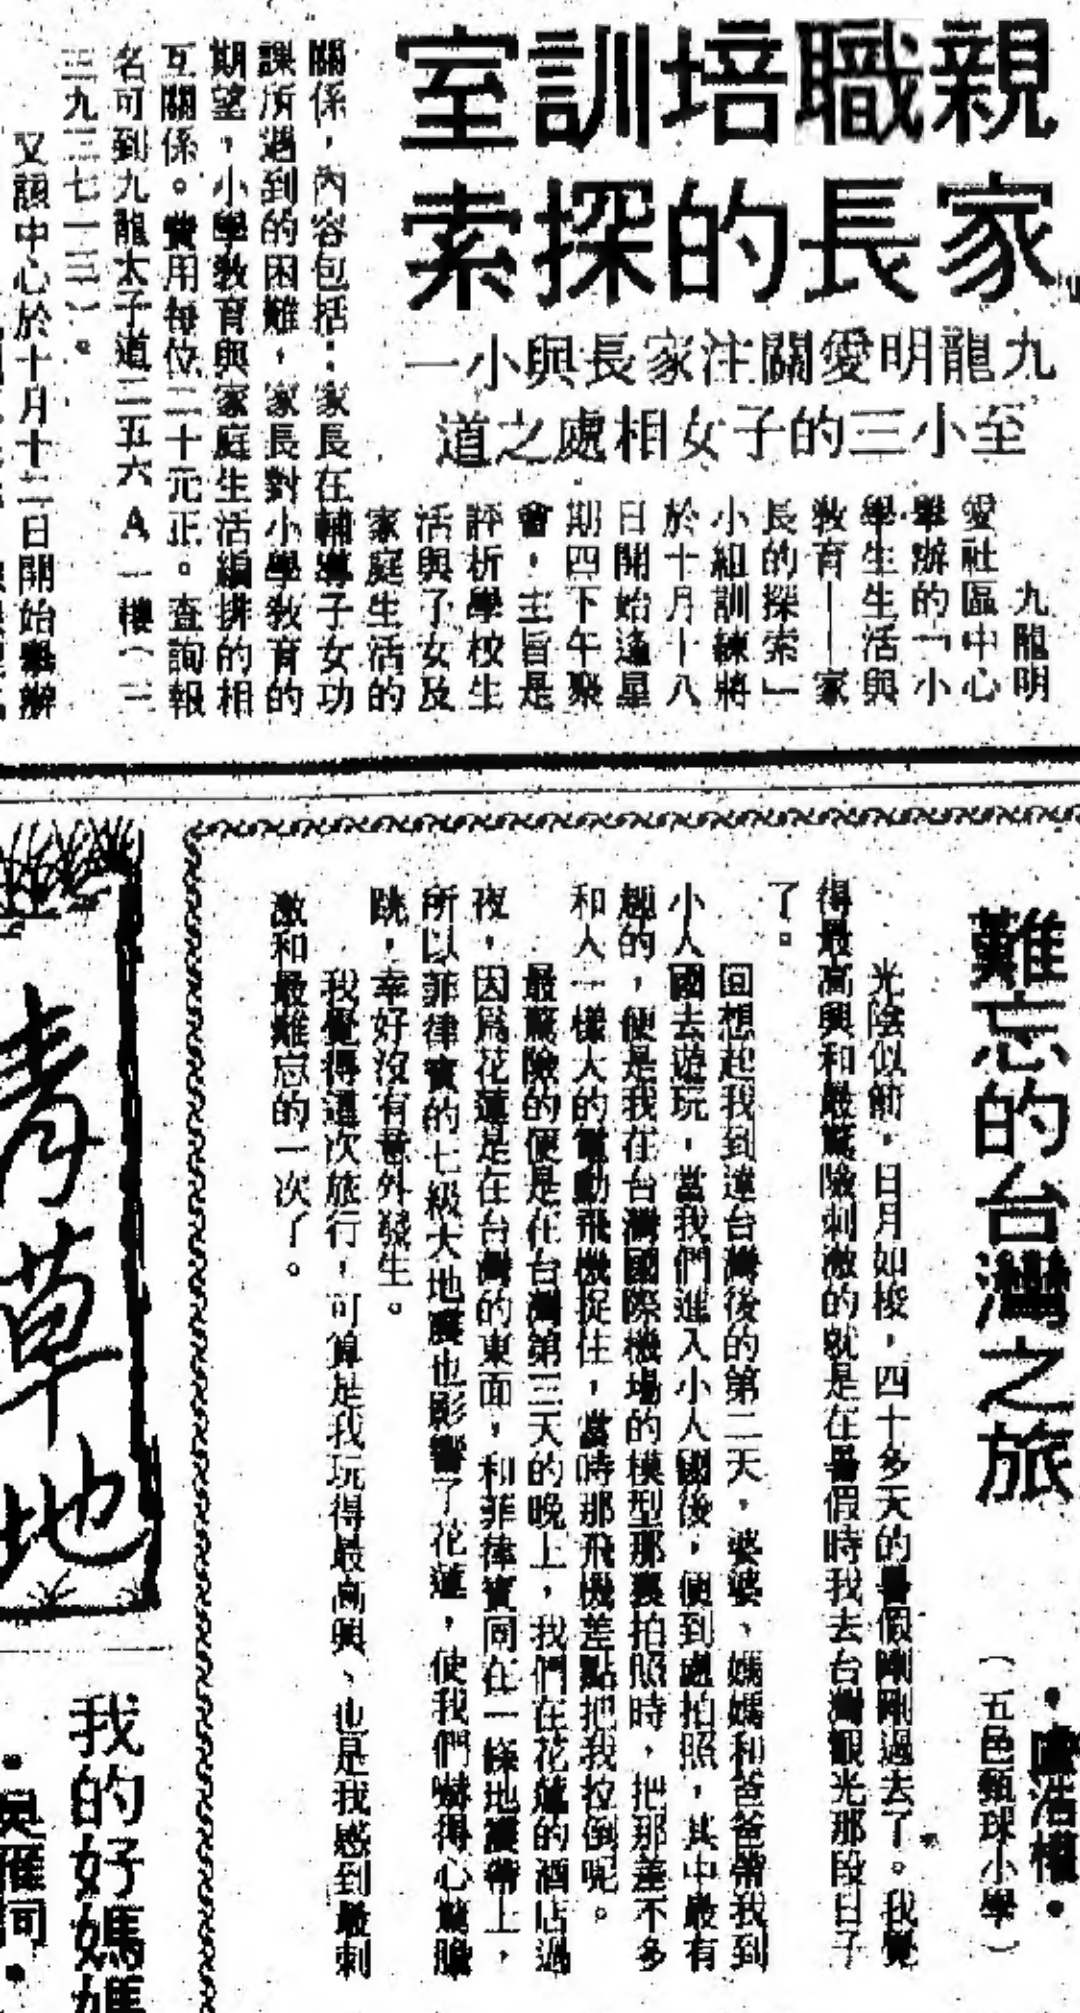 親職培訓室
家長的探索
九龍明愛關注家長與小一
至小三的子女相處之道
九龍明
愛社區中心
舉辦的「小
學生生活與
教育——家
長的探索」
小組訓練將
於十月十八
日開始逢星
期四下午聚
會,主旨是
評析學校生
活與子女及
家庭生活的
關係,內容包括:家長在輔導子女功
課所遇到的困難,家長對小學教育的
期望,小學教育與家庭生活編排的相
互關係。費用每位二十元正。查詢報
名可到九龍太子道二五六A一樓(三
又該中心於十月十二日開始舉辦
難忘的台灣之旅
(五邑甄球小學)
光陰似箭,日月如梭,四十多天的暑假剛剛過去了。我覺
得最高興和最驚險刺激的就是在暑假時我去台灣觀光那段日子
了。
回想起我到達台灣後的第二天,婆婆、媽媽和爸爸帶我到
小人國去遊玩,當我們進入小人國後,便到處拍照,其中最有
趣的,便是我在台灣國際機場的模型那裏拍照時,把那差不多
和人一樣大的電動飛機捉住,當時那飛機差點把我拉倒呢。
最驚險的便是在台灣第三天的晚上,我們在花蓮的酒店過
夜,因爲花蓮是在台灣的東面,和菲律賓同在一條地震帶上,
所以菲律賓的七級大地震也影響了花蓮,使我們嚇得心驚膽
跳,幸好沒有意外發生。
我覺得這次旅行,可算是我玩得最高興、也是我感到最刺
激和最難忘的一次了。
青草地
我的好媽媽